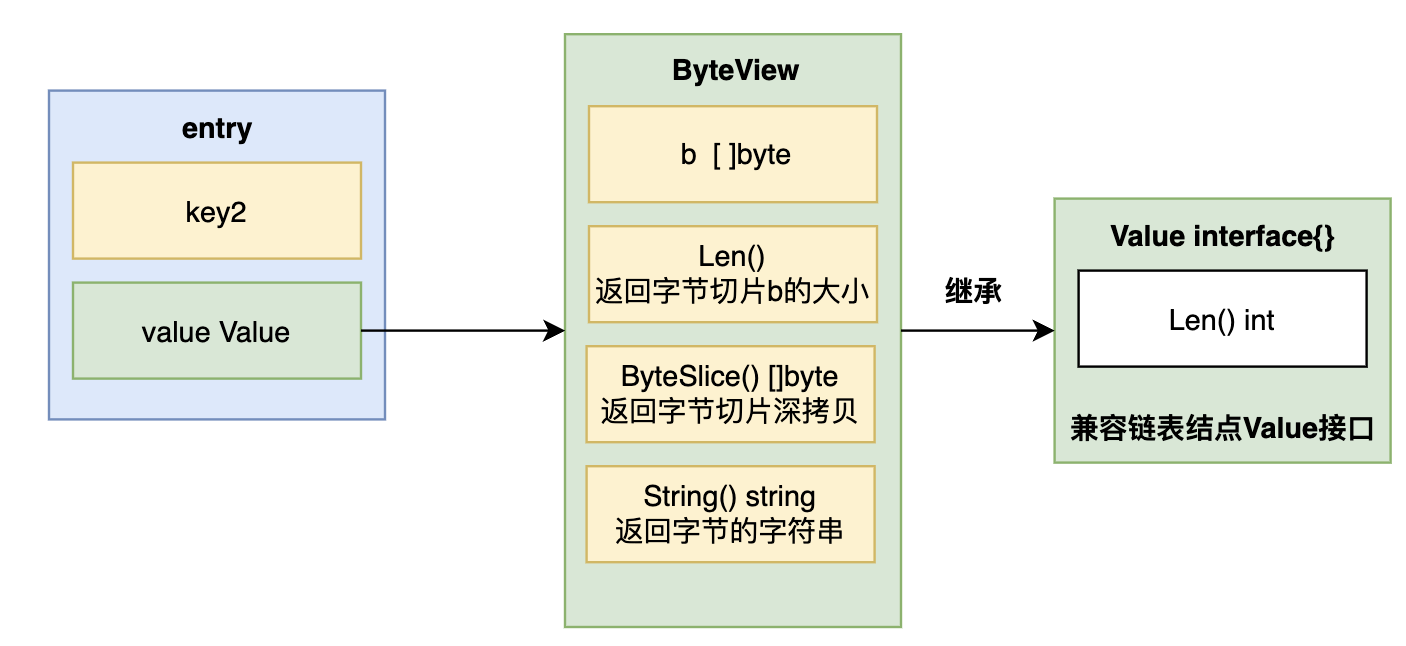 entry
key2
value Value
ByteView
b [ ]byte
Len()
返回字节切片b的大小
ByteSlice() []byte
返回字节切片深拷贝
String() string
返回字节的字符串
继承
Value interface{}
Len() int
兼容链表结点Value接口